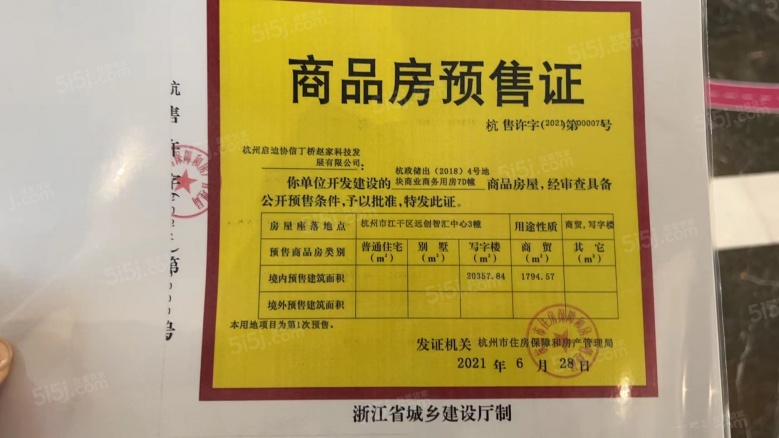 商品房预售证
杭售许字(2021)第00007号
杭州启迪协信丁桥赵家科技发
展有限公司：
杭政储出（2018）4号地
你单位开发建设的块商业商务用房7D幢商品房屋，经审查具备
公开预售条件，予以批准，特发此证。
房屋座落地点 杭州市江干区远创智汇中心3幢 用途性质 商贸，写字楼
预售商品房类别 普通住宅(m²) 别墅(m²) 写字楼(m²) 商贸(m²) 其它(m²)
境内预售建筑面积 20357.84 1794.57
境外预售建筑面积
本用地项目为第1次预售.
发证机关 杭州市住房保障和房产管理局
2021 年 6 月 28 日
浙江省城乡建设厅制
杭
售
许
字
第
号
515j.com